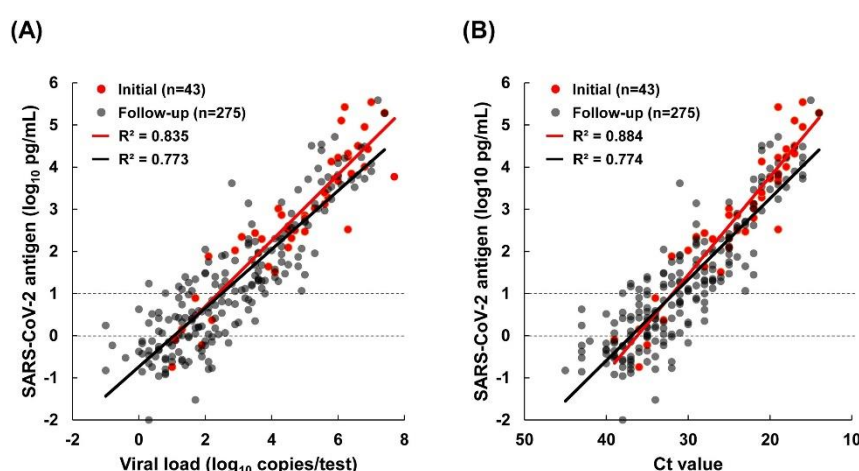 (A)
Initial (n=43)
Follow-up (n=275)
R² = 0.835
R² = 0.773
SARS-CoV-2 antigen (log₁₀ pg/mL)
6
5
4
3
2
1
0
-1
-2
-2 0 2 4 6 8
Viral load (log₁₀ copies/test)
(B)
Initial (n=43)
Follow-up (n=275)
R² = 0.884
R² = 0.774
SARS-CoV-2 antigen (log10 pg/mL)
6
5
4
3
2
1
0
-1
-2
50 40 30 20 10
Ct value